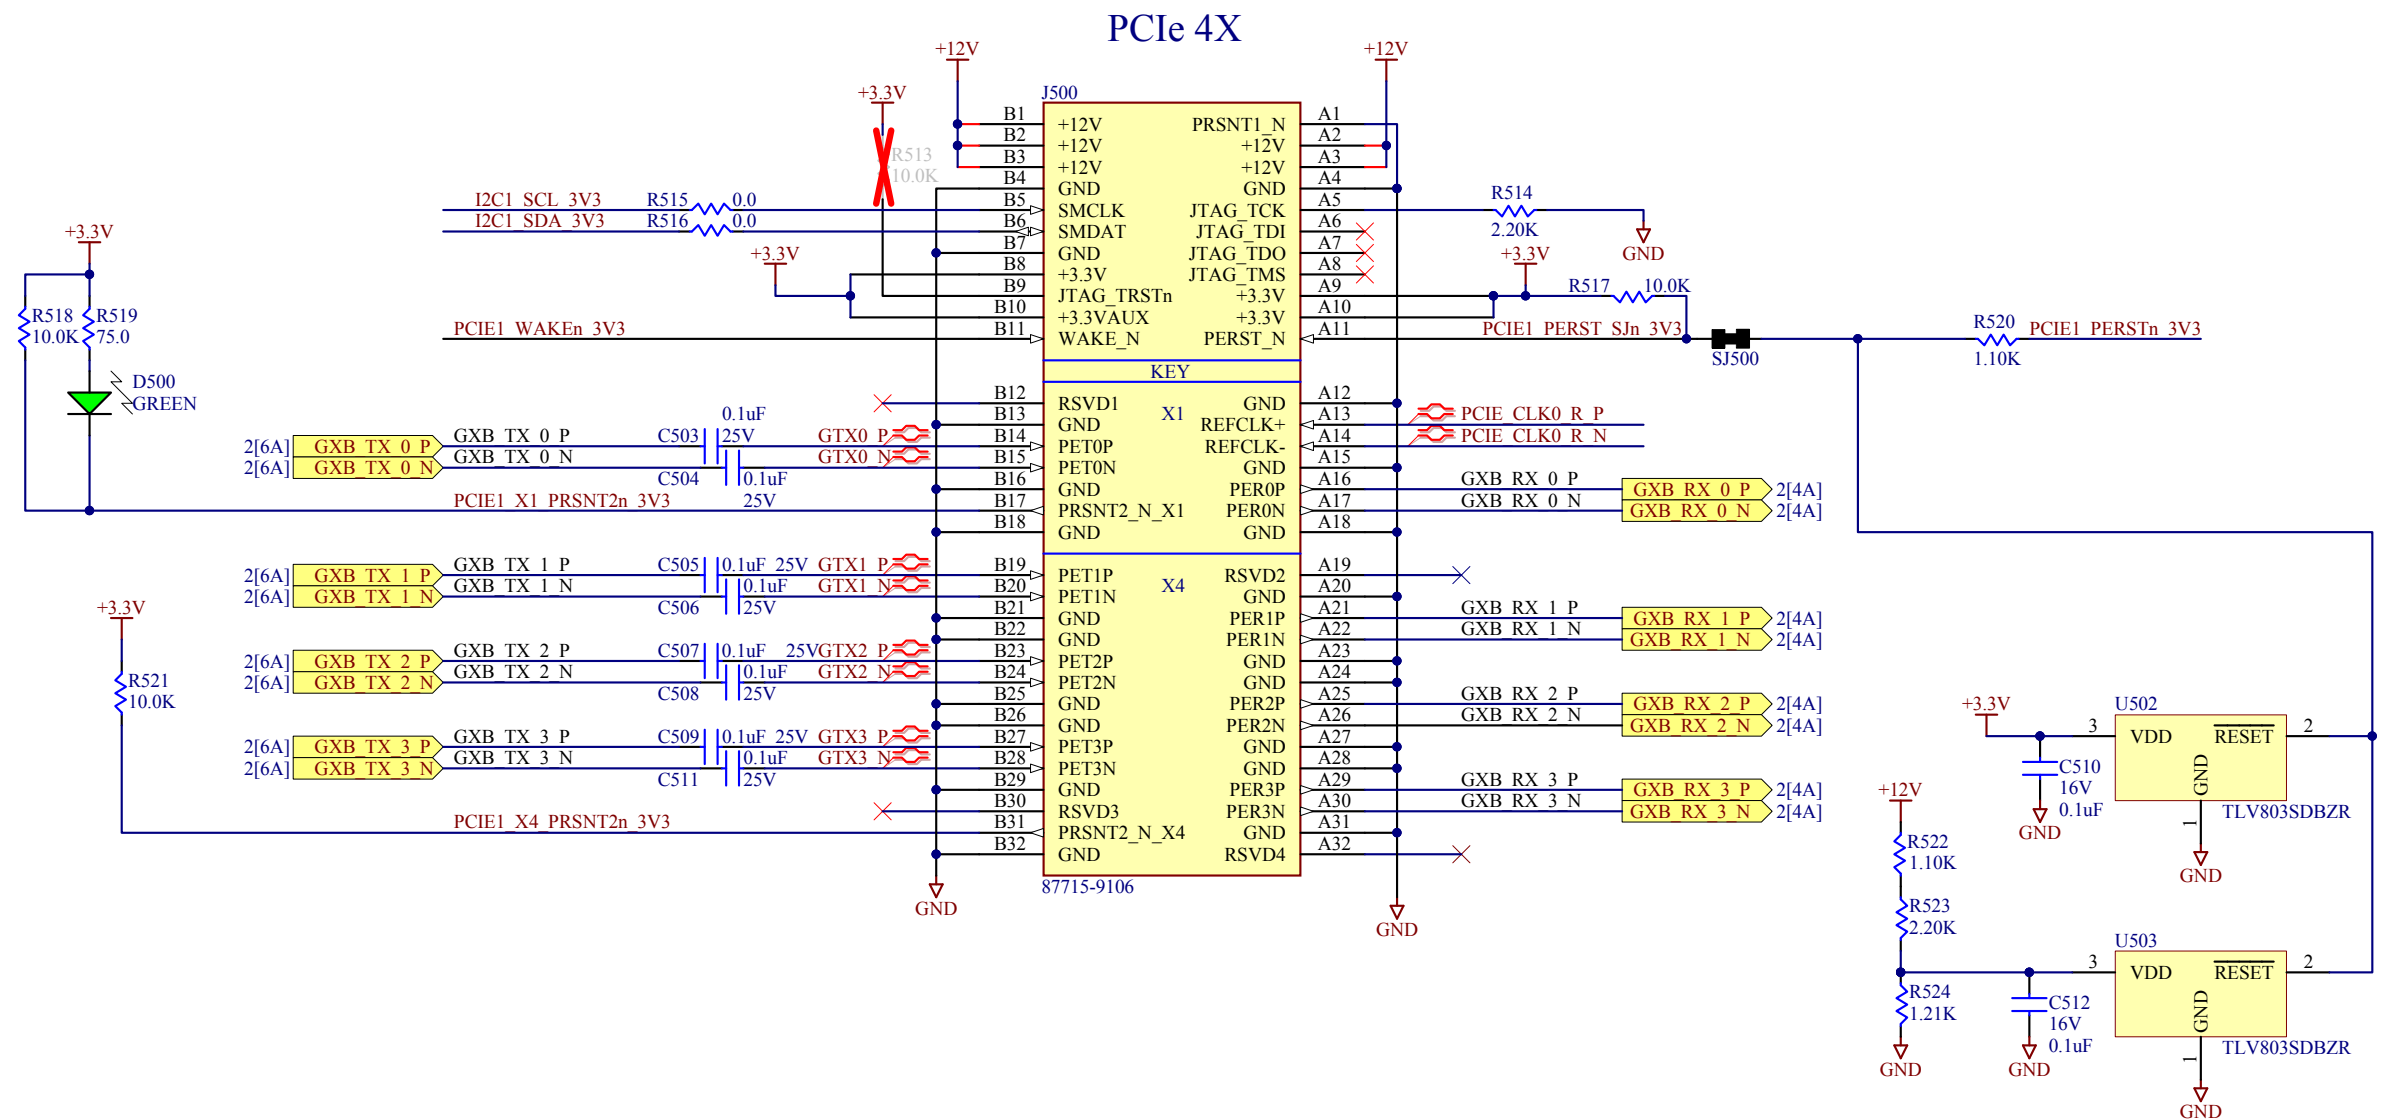 PCIe 4X
+12V
+12V
+3.3V
J500
R513
10.0K
B1 +12V PRSNT1_N A1
B2 +12V +12V A2
B3 +12V +12V A3
B4 GND GND A4
I2C1_SCL_3V3 R515 0.0 B5 SMCLK JTAG_TCK A5 R514 2.20K GND
I2C1_SDA_3V3 R516 0.0 B6 SMDAT JTAG_TDI A6
B7 GND JTAG_TDO A7
+3.3V B8 +3.3V JTAG_TMS A8 +3.3V
B9 JTAG_TRSTn +3.3V A9 R517 10.0K
B10 +3.3VAUX +3.3V A10
PCIE1_WAKEn_3V3 B11 WAKE_N PERST_N A11 PCIE1_PERST_SJn_3V3 SJ500 R520 1.10K PCIE1_PERSTn_3V3
+3.3V
R518 10.0K
R519 75.0
D500
GREEN
KEY
B12 RSVD1 X1 GND A12
B13 GND REFCLK+ A13 PCIE_CLK0_R_P
2[6A] GXB_TX_0_P GXB_TX_0_P C503 0.1uF 25V GTX0_P B14 PET0P REFCLK- A14 PCIE_CLK0_R_N
2[6A] GXB_TX_0_N GXB_TX_0_N C504 0.1uF 25V GTX0_N B15 PET0N GND A15
B16 GND PER0P A16 GXB_RX_0_P GXB_RX_0_P 2[4A]
PCIE1_X1_PRSNT2n_3V3 B17 PRSNT2_N_X1 PER0N A17 GXB_RX_0_N GXB_RX_0_N 2[4A]
B18 GND GND A18
2[6A] GXB_TX_1_P GXB_TX_1_P C505 0.1uF 25V GTX1_P B19 PET1P X4 RSVD2 A19
2[6A] GXB_TX_1_N GXB_TX_1_N C506 0.1uF 25V GTX1_N B20 PET1N GND A20
B21 GND PER1P A21 GXB_RX_1_P GXB_RX_1_P 2[4A]
B22 GND PER1N A22 GXB_RX_1_N GXB_RX_1_N 2[4A]
2[6A] GXB_TX_2_P GXB_TX_2_P C507 0.1uF 25V GTX2_P B23 PET2P GND A23
2[6A] GXB_TX_2_N GXB_TX_2_N C508 0.1uF 25V GTX2_N B24 PET2N GND A24
B25 GND PER2P A25 GXB_RX_2_P GXB_RX_2_P 2[4A]
B26 GND PER2N A26 GXB_RX_2_N GXB_RX_2_N 2[4A]
2[6A] GXB_TX_3_P GXB_TX_3_P C509 0.1uF 25V GTX3_P B27 PET3P GND A27
2[6A] GXB_TX_3_N GXB_TX_3_N C511 0.1uF 25V GTX3_N B28 PET3N GND A28
B29 GND PER3P A29 GXB_RX_3_P GXB_RX_3_P 2[4A]
B30 RSVD3 PER3N A30 GXB_RX_3_N GXB_RX_3_N 2[4A]
PCIE1_X4_PRSNT2n_3V3 B31 PRSNT2_N_X4 GND A31
B32 GND RSVD4 A32
+3.3V
R521
10.0K
87715-9106
GND
GND
+3.3V
U502
3 VDD RESET 2
GND
1
C510
16V
0.1uF
GND
TLV803SDBZR
GND
+12V
R522
1.10K
R523
2.20K
R524
1.21K
GND
U503
3 VDD RESET 2
GND
1
C512
16V
0.1uF
GND
TLV803SDBZR
GND